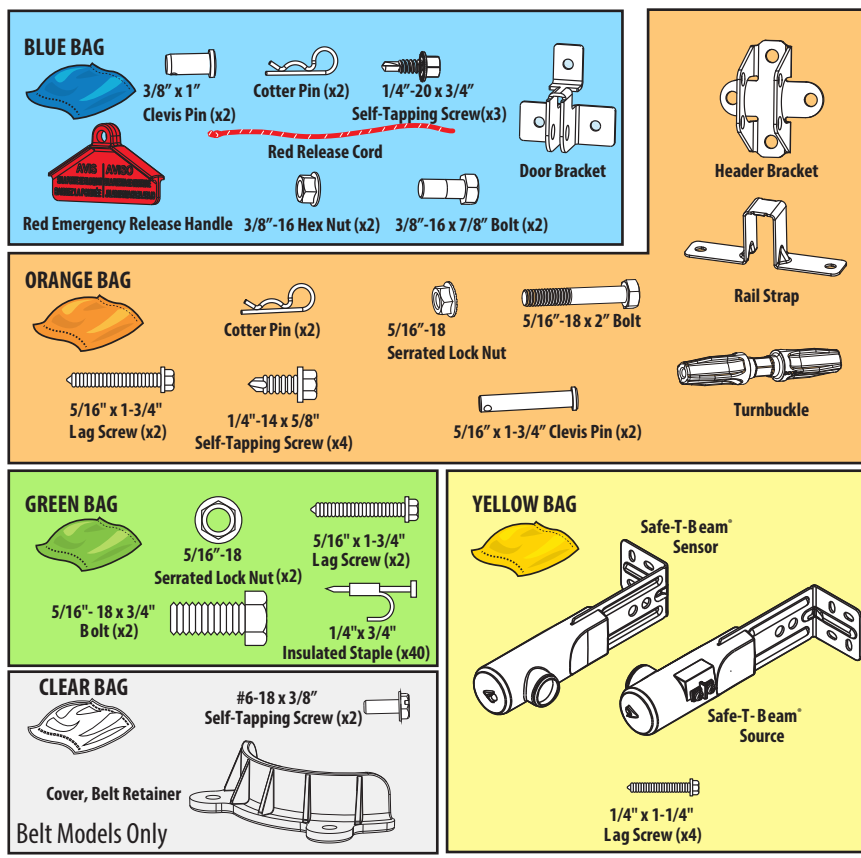 BLUE BAG
3/8” x 1”
Clevis Pin (x2)
Cotter Pin (x2)
1/4”-20 x 3/4”
Self-Tapping Screw(x3)
Red Release Cord
Door Bracket
AVIS AVISO
Red Emergency Release Handle
3/8”-16 Hex Nut (x2)
3/8”-16 x 7/8” Bolt (x2)
Header Bracket
Rail Strap
Turnbuckle
ORANGE BAG
Cotter Pin (x2)
5/16”-18
Serrated Lock Nut
5/16”-18 x 2” Bolt
5/16" x 1-3/4"
Lag Screw (x2)
1/4"-14 x 5/8"
Self-Tapping Screw (x4)
5/16” x 1-3/4” Clevis Pin (x2)
GREEN BAG
5/16”-18
Serrated Lock Nut (x2)
5/16" x 1-3/4"
Lag Screw (x2)
5/16"- 18 x 3/4"
Bolt (x2)
1/4"x 3/4"
Insulated Staple (x40)
YELLOW BAG
Safe-T-Beam®
Sensor
Safe-T-Beam®
Source
1/4" x 1-1/4"
Lag Screw (x4)
CLEAR BAG
#6-18 x 3/8”
Self-Tapping Screw (x2)
Cover, Belt Retainer
Belt Models Only